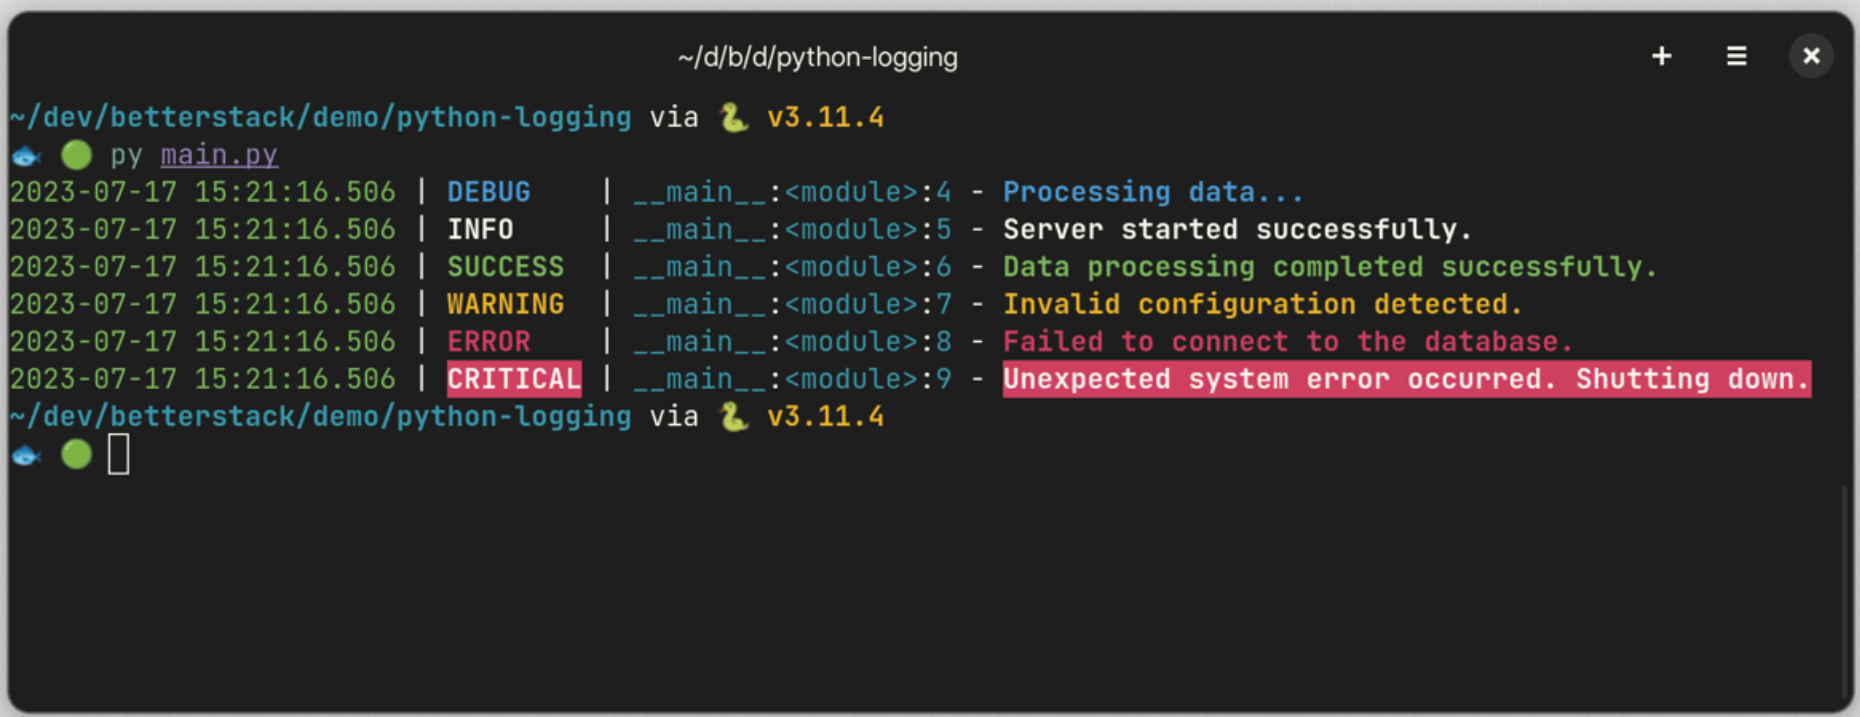 ~/d/b/d/python-logging
~/dev/betterstack/demo/python-logging via 🐍 v3.11.4
🐟 🟢 py main.py
2023-07-17 15:21:16.506 | DEBUG    | __main__:<module>:4 - Processing data...
2023-07-17 15:21:16.506 | INFO     | __main__:<module>:5 - Server started successfully.
2023-07-17 15:21:16.506 | SUCCESS  | __main__:<module>:6 - Data processing completed successfully.
2023-07-17 15:21:16.506 | WARNING  | __main__:<module>:7 - Invalid configuration detected.
2023-07-17 15:21:16.506 | ERROR    | __main__:<module>:8 - Failed to connect to the database.
2023-07-17 15:21:16.506 | CRITICAL | __main__:<module>:9 - Unexpected system error occurred. Shutting down.
~/dev/betterstack/demo/python-logging via 🐍 v3.11.4
🐟 🟢